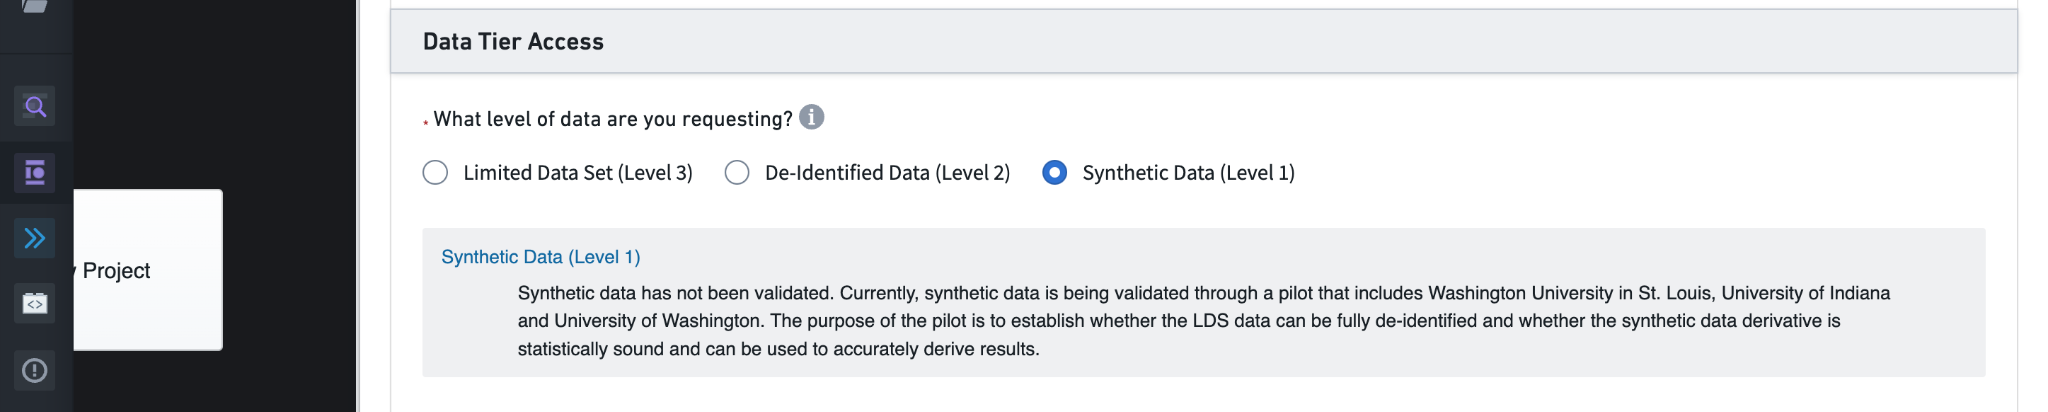 Data Tier Access
* What level of data are you requesting?
Limited Data Set (Level 3) De-Identified Data (Level 2) Synthetic Data (Level 1)
Synthetic Data (Level 1)
Project
Synthetic data has not been validated. Currently, synthetic data is being validated through a pilot that includes Washington University in St. Louis, University of Indiana
and University of Washington. The purpose of the pilot is to establish whether the LDS data can be fully de-identified and whether the synthetic data derivative is
statistically sound and can be used to accurately derive results.